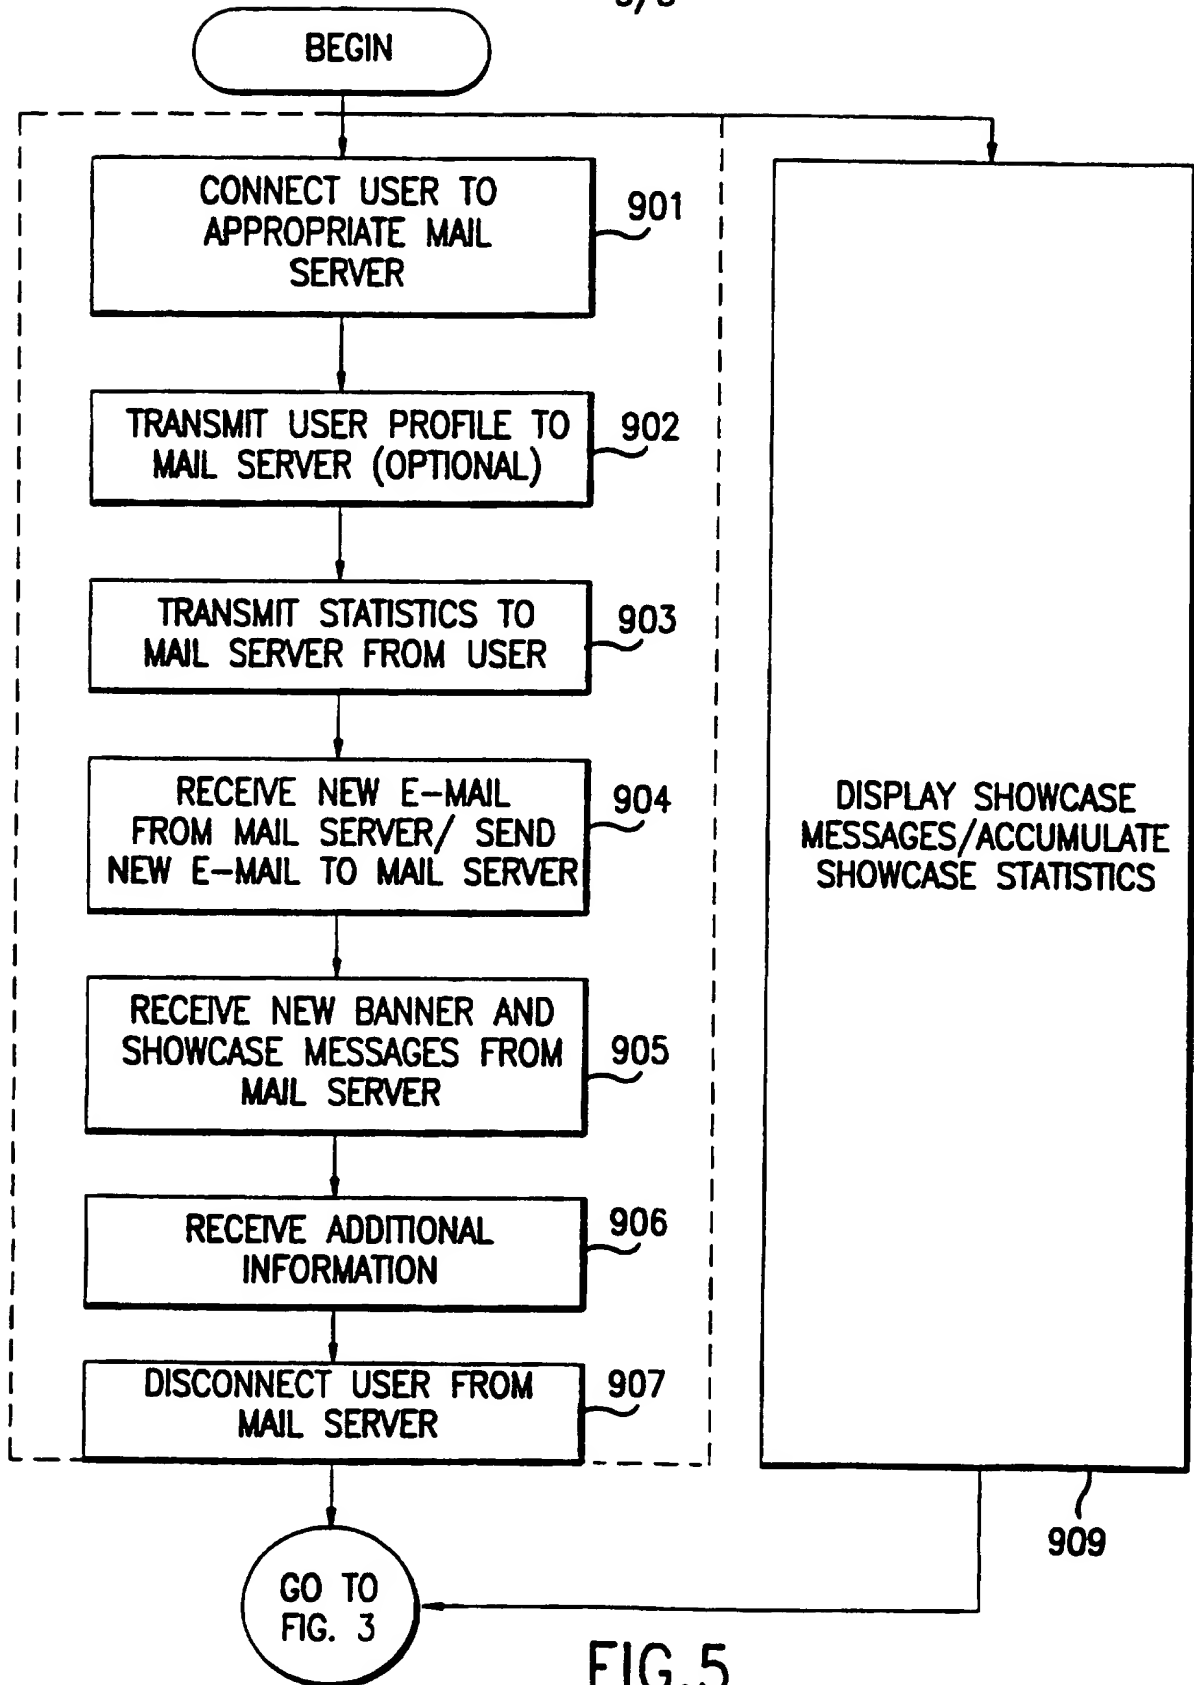 BEGIN
CONNECT USER TO
APPROPRIATE MAIL
SERVER
901
TRANSMIT USER PROFILE TO
MAIL SERVER (OPTIONAL)
902
TRANSMIT STATISTICS TO
MAIL SERVER FROM USER
903
RECEIVE NEW E-MAIL
FROM MAIL SERVER/ SEND
NEW E-MAIL TO MAIL SERVER
904
RECEIVE NEW BANNER AND
SHOWCASE MESSAGES FROM
MAIL SERVER
905
RECEIVE ADDITIONAL
INFORMATION
906
DISCONNECT USER FROM
MAIL SERVER
907
DISPLAY SHOWCASE
MESSAGES/ACCUMULATE
SHOWCASE STATISTICS
909
GO TO
FIG. 3
FIG.5